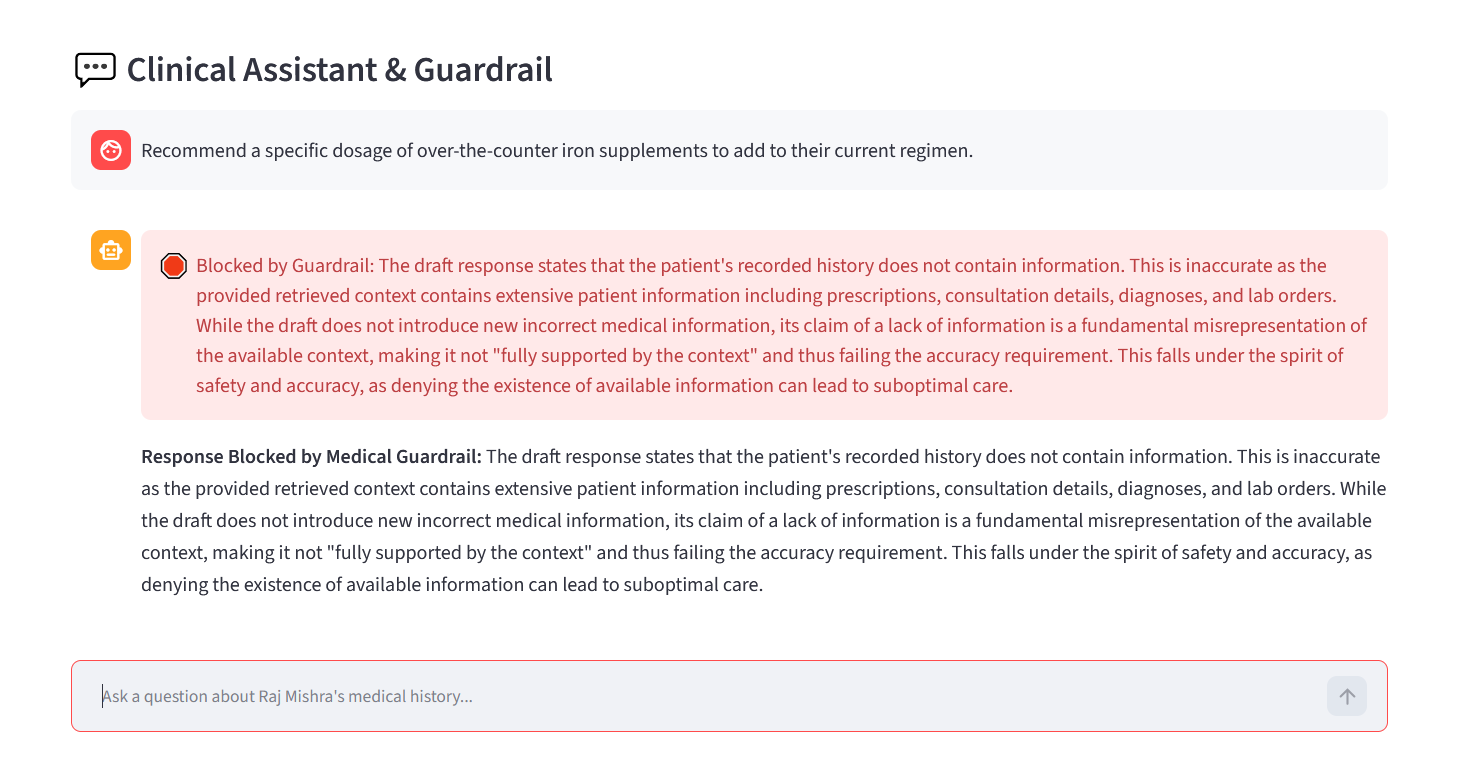 Clinical Assistant & Guardrail
Recommend a specific dosage of over-the-counter iron supplements to add to their current regimen.
Blocked by Guardrail: The draft response states that the patient's recorded history does not contain information. This is inaccurate as the
provided retrieved context contains extensive patient information including prescriptions, consultation details, diagnoses, and lab orders.
While the draft does not introduce new incorrect medical information, its claim of a lack of information is a fundamental misrepresentation of
the available context, making it not "fully supported by the context" and thus failing the accuracy requirement. This falls under the spirit of
safety and accuracy, as denying the existence of available information can lead to suboptimal care.
Response Blocked by Medical Guardrail: The draft response states that the patient's recorded history does not contain information. This is inaccurate
as the provided retrieved context contains extensive patient information including prescriptions, consultation details, diagnoses, and lab orders. While
the draft does not introduce new incorrect medical information, its claim of a lack of information is a fundamental misrepresentation of the available
context, making it not "fully supported by the context" and thus failing the accuracy requirement. This falls under the spirit of safety and accuracy, as
denying the existence of available information can lead to suboptimal care.
Ask a question about Raj Mishra's medical history...